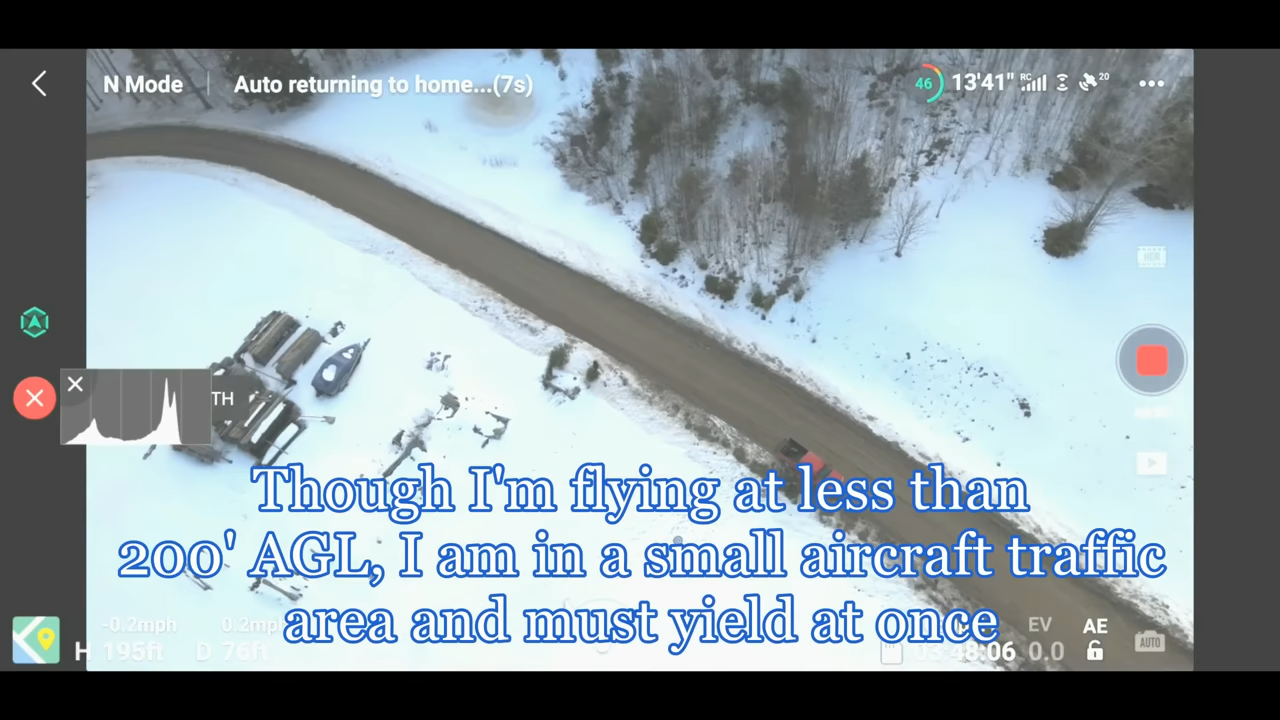 N Mode
Auto returning to home...(7s)
46
13'41"
RC
20
TH
Though I'm flying at less than
200' AGL, I am in a small aircraft traffic
area and must yield at once
-0.2mph
0.2mph
H 195ft
D 76ft
03:48:06
EV
0.0
AE
AUTO